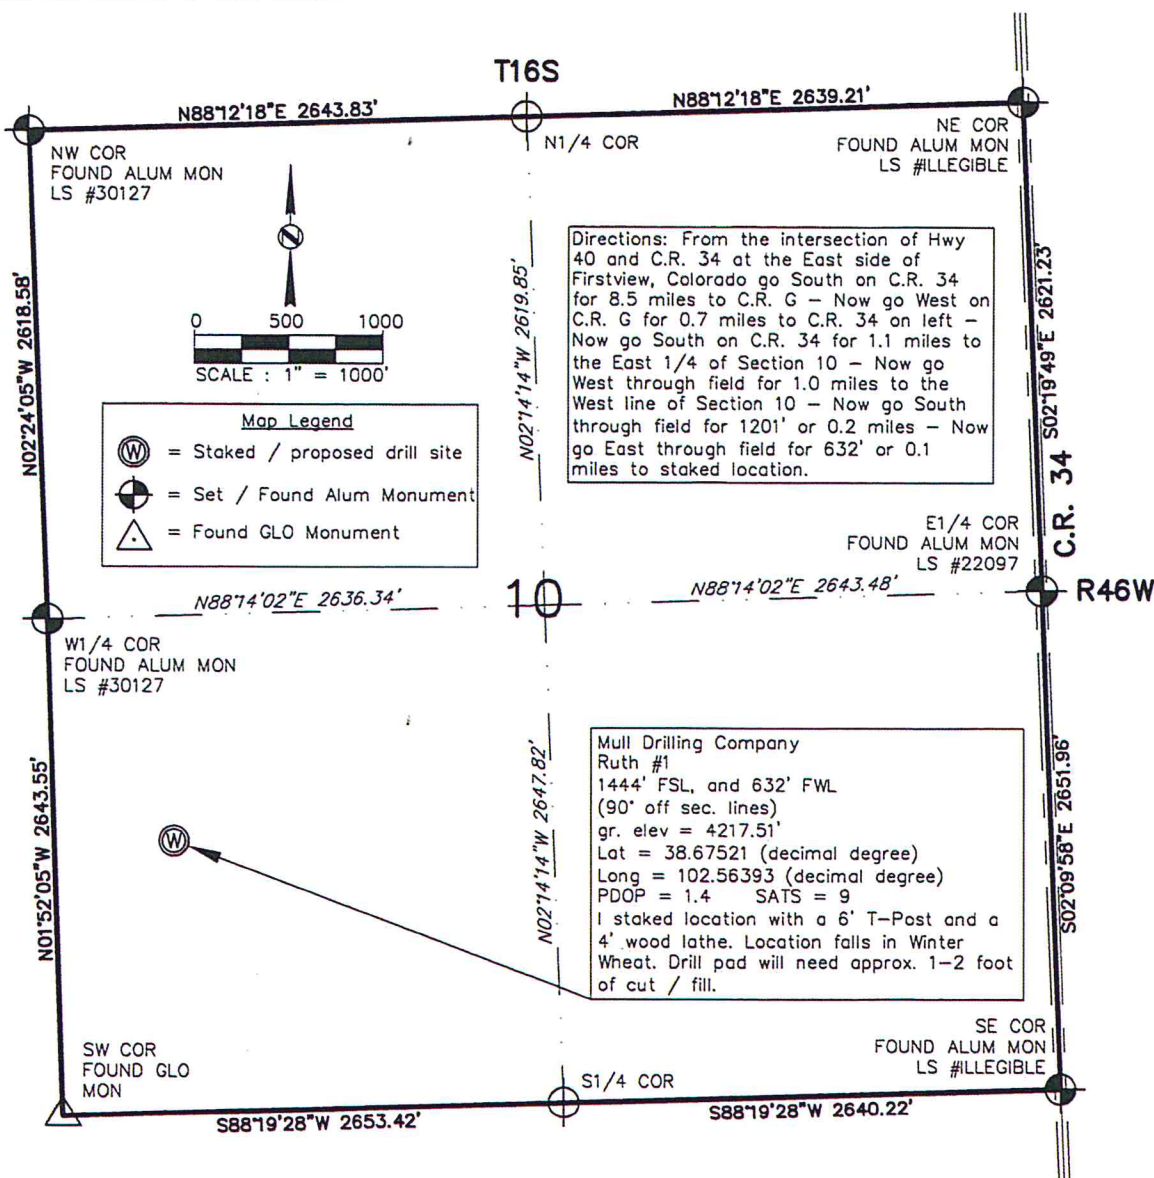 T16S
N88°12'18"E 2643.83'
N88°12'18"E 2639.21'
NW COR
FOUND ALUM MON
LS #30127
N1/4 COR
NE COR
FOUND ALUM MON
LS #ILLEGIBLE
N
0 500 1000
SCALE : 1" = 1000'
Directions: From the intersection of Hwy
40 and C.R. 34 at the East side of
Firstview, Colorado go South on C.R. 34
for 8.5 miles to C.R. G – Now go West on
C.R. G for 0.7 miles to C.R. 34 on left –
Now go South on C.R. 34 for 1.1 miles to
the East 1/4 of Section 10 – Now go
West through field for 1.0 miles to the
West line of Section 10 – Now go South
through field for 1201' or 0.2 miles – Now
go East through field for 632' or 0.1
miles to staked location.
N02°24'05"W 2618.58'
N02°14'14"W 2619.85'
S02°19'49"E 2621.23'
C.R. 34
Map Legend
W = Staked / proposed drill site
= Set / Found Alum Monument
= Found GLO Monument
E1/4 COR
FOUND ALUM MON
LS #22097
N88°14'02"E 2636.34'
10
N88°14'02"E 2643.48'
R46W
W1/4 COR
FOUND ALUM MON
LS #30127
N01°52'05"W 2643.55'
W
N02°14'14"W 2647.82'
Mull Drilling Company
Ruth #1
1444' FSL, and 632' FWL
(90° off sec. lines)
gr. elev = 4217.51'
Lat = 38.67521 (decimal degree)
Long = 102.56393 (decimal degree)
PDOP = 1.4 SATS = 9
I staked location with a 6' T–Post and a
4' wood lathe. Location falls in Winter
Wheat. Drill pad will need approx. 1–2 foot
of cut / fill.
S02°09'58"E 2651.96'
SW COR
FOUND GLO
MON
S1/4 COR
SE COR
FOUND ALUM MON
LS #ILLEGIBLE
S88°19'28"W 2653.42'
S88°19'28"W 2640.22'